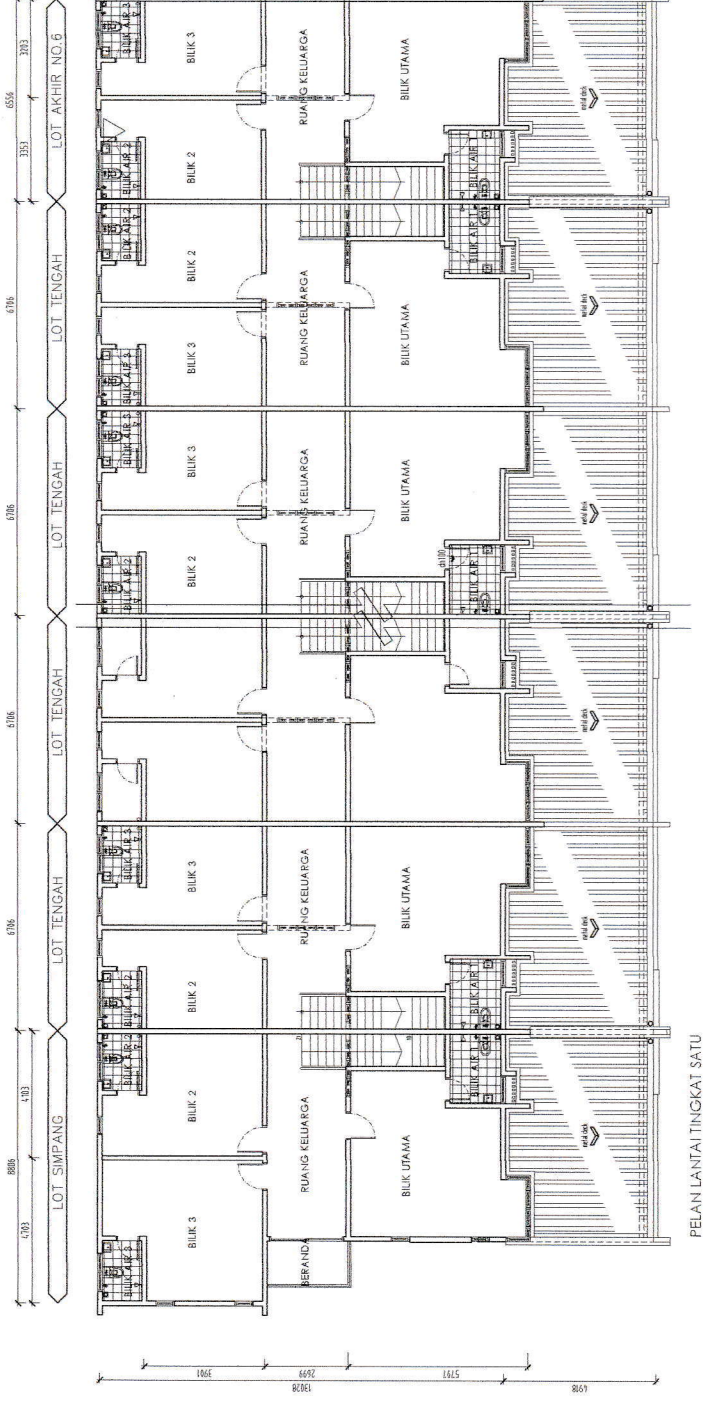 8806 6706 6706 6706 6706 6556
4703 4103 3353 3203
LOT SIMPANG LOT TENGAH LOT TENGAH LOT TENGAH LOT TENGAH LOT AKHIR NO.6
BILIK AIR 3 BILIK AIR 2 BILIK AIR 2 BILIK AIR 3 BILIK AIR 2 BILIK AIR 3 BILIK AIR 3 BILIK AIR 2 BILIK AIR 2 BILIK AIR 3
3901
BILIK 3 BILIK 2 BILIK 2 BILIK 3 BILIK 2 BILIK 3 BILIK 3 BILIK 2 BILIK 2 BILIK 3
13028 2699
BERANDA RUANG KELUARGA RUANG KELUARGA RUANG KELUARGA RUANG KELUARGA RUANG KELUARGA
5797
BILIK UTAMA BILIK UTAMA BILIK UTAMA BILIK UTAMA BILIK UTAMA
dn100
BILIK AIR 1 BILIK AIR 1 BILIK AIR 1 BILIK AIR 1 BILIK AIR 1
4918
metal deck metal deck metal deck metal deck metal deck metal deck
PELAN LANTAI TINGKAT SATU